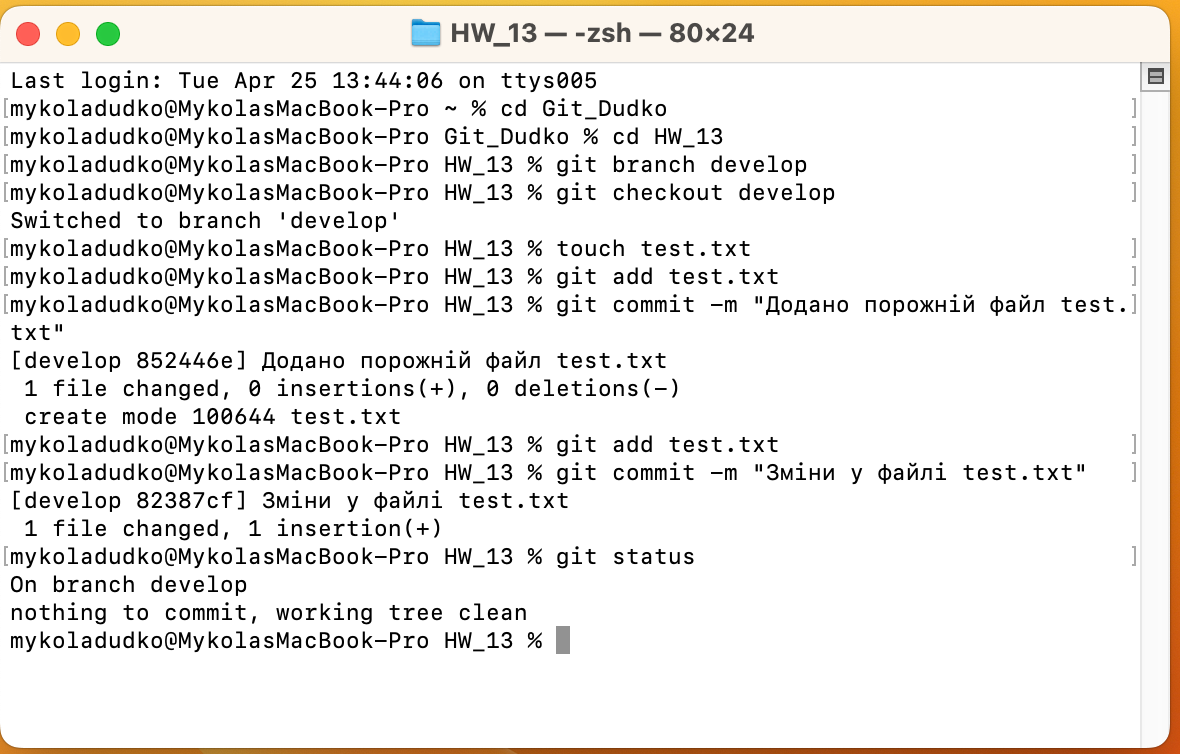 HW_13 — -zsh — 80×24
Last login: Tue Apr 25 13:44:06 on ttys005
[mykoladudko@MykolasMacBook-Pro ~ % cd Git_Dudko ]
[mykoladudko@MykolasMacBook-Pro Git_Dudko % cd HW_13 ]
[mykoladudko@MykolasMacBook-Pro HW_13 % git branch develop ]
[mykoladudko@MykolasMacBook-Pro HW_13 % git checkout develop ]
Switched to branch 'develop'
[mykoladudko@MykolasMacBook-Pro HW_13 % touch test.txt ]
[mykoladudko@MykolasMacBook-Pro HW_13 % git add test.txt ]
[mykoladudko@MykolasMacBook-Pro HW_13 % git commit -m "Додано порожній файл test.]
txt"
[develop 852446e] Додано порожній файл test.txt
 1 file changed, 0 insertions(+), 0 deletions(-)
 create mode 100644 test.txt
[mykoladudko@MykolasMacBook-Pro HW_13 % git add test.txt ]
[mykoladudko@MykolasMacBook-Pro HW_13 % git commit -m "Зміни у файлі test.txt" ]
[develop 82387cf] Зміни у файлі test.txt
 1 file changed, 1 insertion(+)
[mykoladudko@MykolasMacBook-Pro HW_13 % git status ]
On branch develop
nothing to commit, working tree clean
mykoladudko@MykolasMacBook-Pro HW_13 %